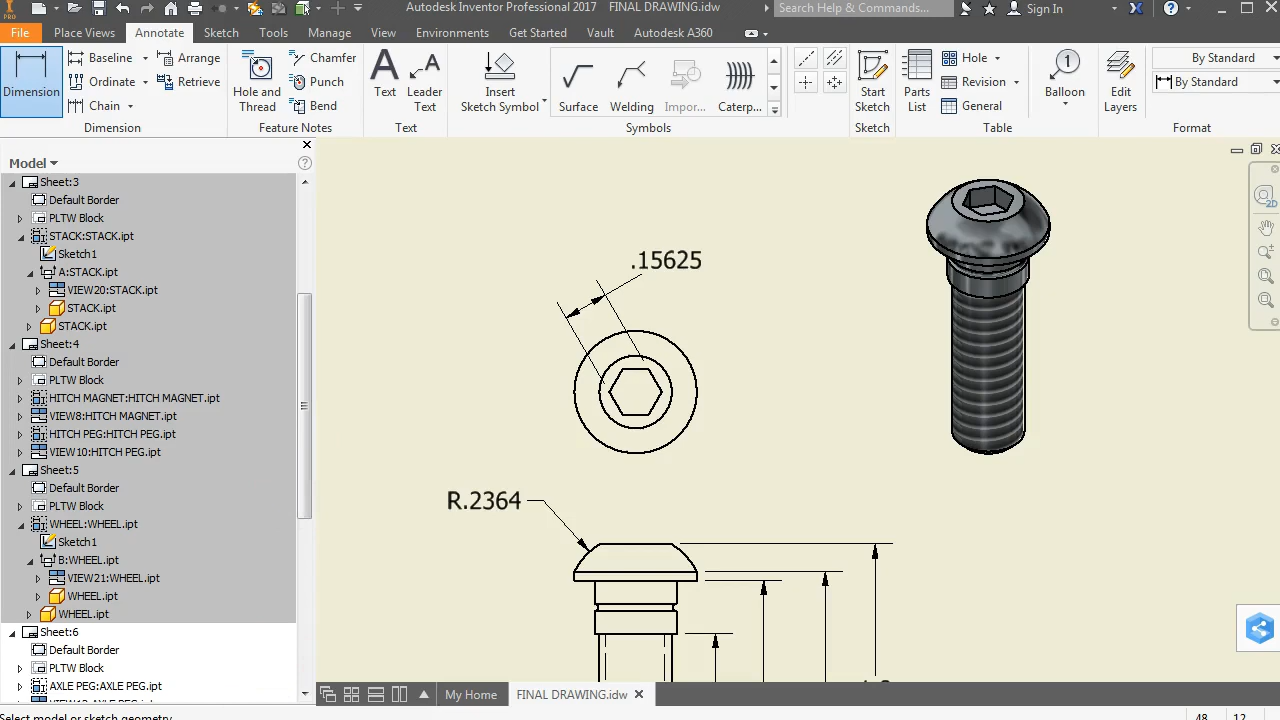 PRO
Autodesk Inventor Professional 2017 FINAL DRAWING.idw
Search Help & Commands...
Sign In
File Place Views Annotate Sketch Tools Manage View Environments Get Started Vault Autodesk A360
Dimension
Baseline
Ordinate
Chain
Arrange
Retrieve
Dimension
Hole and Thread
Chamfer
Punch
Bend
Feature Notes
Text
Leader Text
Text
Insert Sketch Symbol
Surface
Welding
Impor...
Caterp...
Symbols
Start Sketch
Sketch
Parts List
Hole
Revision
General
Table
1
Balloon
Edit Layers
By Standard
By Standard
Format
Model
Sheet:3
Default Border
PLTW Block
STACK:STACK.ipt
Sketch1
A:STACK.ipt
VIEW20:STACK.ipt
STACK.ipt
STACK.ipt
Sheet:4
Default Border
PLTW Block
HITCH MAGNET:HITCH MAGNET.ipt
VIEW8:HITCH MAGNET.ipt
HITCH PEG:HITCH PEG.ipt
VIEW10:HITCH PEG.ipt
Sheet:5
Default Border
PLTW Block
WHEEL:WHEEL.ipt
Sketch1
B:WHEEL.ipt
VIEW21:WHEEL.ipt
WHEEL.ipt
WHEEL.ipt
Sheet:6
Default Border
PLTW Block
AXLE PEG:AXLE PEG.ipt
.15625
R.2364
2D
My Home
FINAL DRAWING.idw
Select model or sketch geometry
48 12